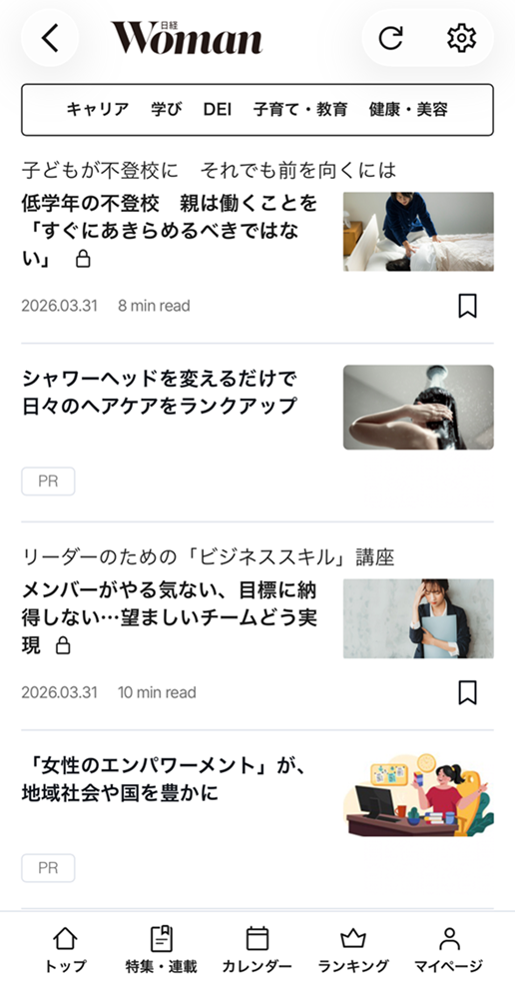 日経
Woman
キャリア 学び DEI 子育て・教育 健康・美容
子どもが不登校に　それでも前を向くには
低学年の不登校　親は働くことを
「すぐにあきらめるべきではな
い」
2026.03.31 8 min read
シャワーヘッドを変えるだけで
日々のヘアケアをランクアップ
PR
リーダーのための「ビジネススキル」講座
メンバーがやる気ない、目標に納
得しない…望ましいチームどう実
現
2026.03.31 10 min read
「女性のエンパワーメント」が、
地域社会や国を豊かに
PR
トップ 特集・連載 カレンダー ランキング マイページ